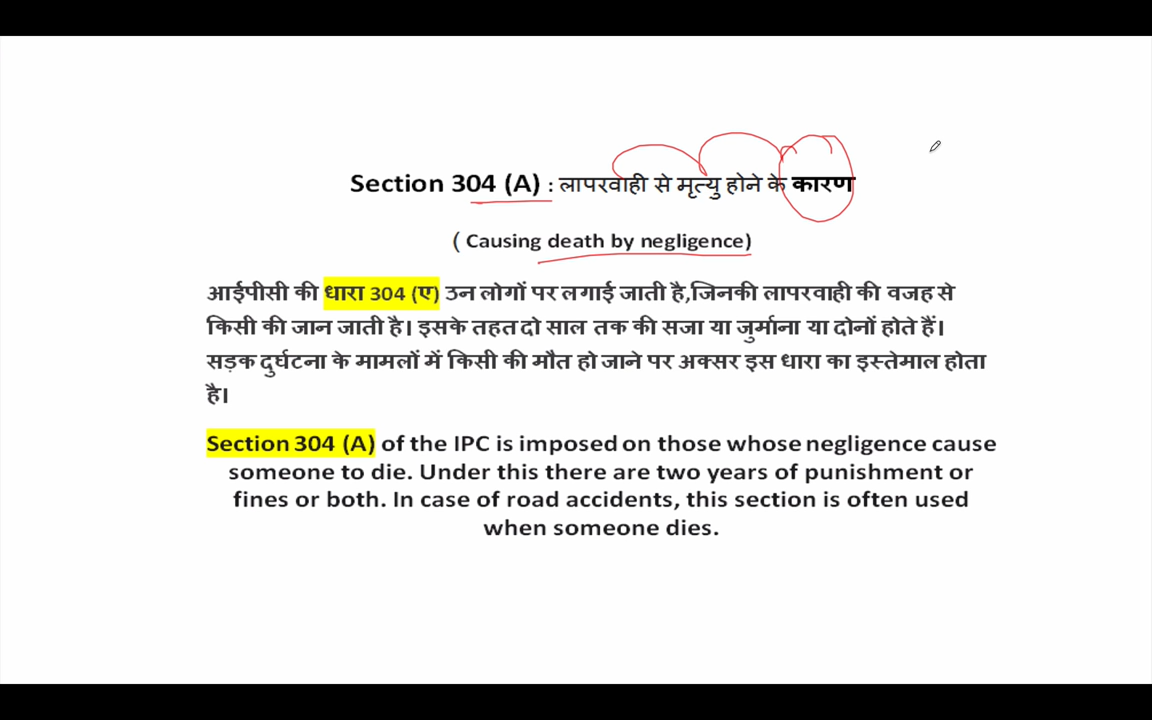 Section 304 (A) : लापरवाही से मृत्यु होने के कारण
( Causing death by negligence)
आईपीसी की धारा 304 (ए) उन लोगों पर लगाई जाती है,जिनकी लापरवाही की वजह से
किसी की जान जाती है। इसके तहत दो साल तक की सजा या जुर्माना या दोनों होते हैं।
सड़क दुर्घटना के मामलों में किसी की मौत हो जाने पर अक्सर इस धारा का इस्तेमाल होता
है।
Section 304 (A) of the IPC is imposed on those whose negligence cause
someone to die. Under this there are two years of punishment or
fines or both. In case of road accidents, this section is often used
when someone dies.